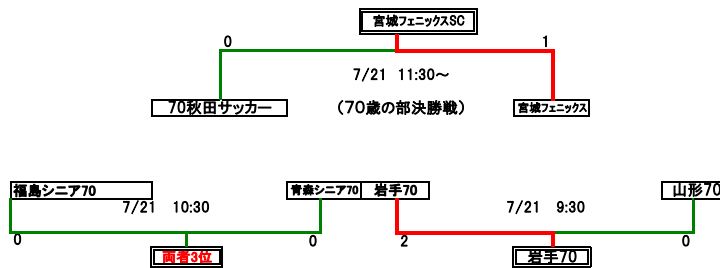 宮城フェニックスSC
0
1
7/21 11:30～
70秋田サッカー
（70歳の部決勝戦）
宮城フェニックス
福島シニア70
青森シニア70
岩手70
山形70
7/21 10:30
7/21 9:30
0
0
2
0
両者3位
岩手70